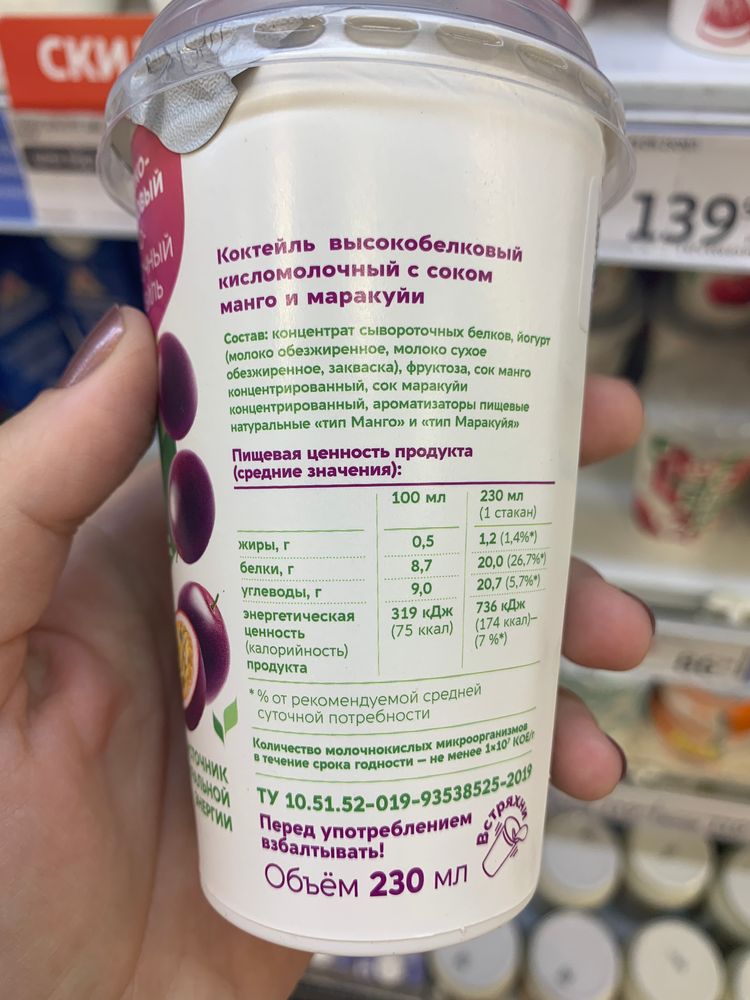 СКИ
139
Коктейль высокобелковый
кисломолочный с соком
манго и маракуйи
Состав: концентрат сывороточных белков, йогурт
(молоко обезжиренное, молоко сухое
обезжиренное, закваска), фруктоза, сок манго
концентрированный, сок маракуйи
концентрированный, ароматизаторы пищевые
натуральные «тип Манго» и «тип Маракуйя»
Пищевая ценность продукта
(средние значения):
100 мл 230 мл
(1 стакан)
жиры, г 0,5 1,2 (1,4%*)
белки, г 8,7 20,0 (26,7%*)
углеводы, г 9,0 20,7 (5,7%*)
энергетическая 319 кДж 736 кДж
ценность (75 ккал) (174 ккал)–
(калорийность) (7 %*)
продукта
* % от рекомендуемой средней
суточной потребности
Количество молочнокислых микроорганизмов
в течение срока годности — не менее 1×10⁷ КОЕ/г
ТУ 10.51.52-019-93538525-2019
Перед употреблением
взбалтывать!
Встряхни
Объём 230 мл